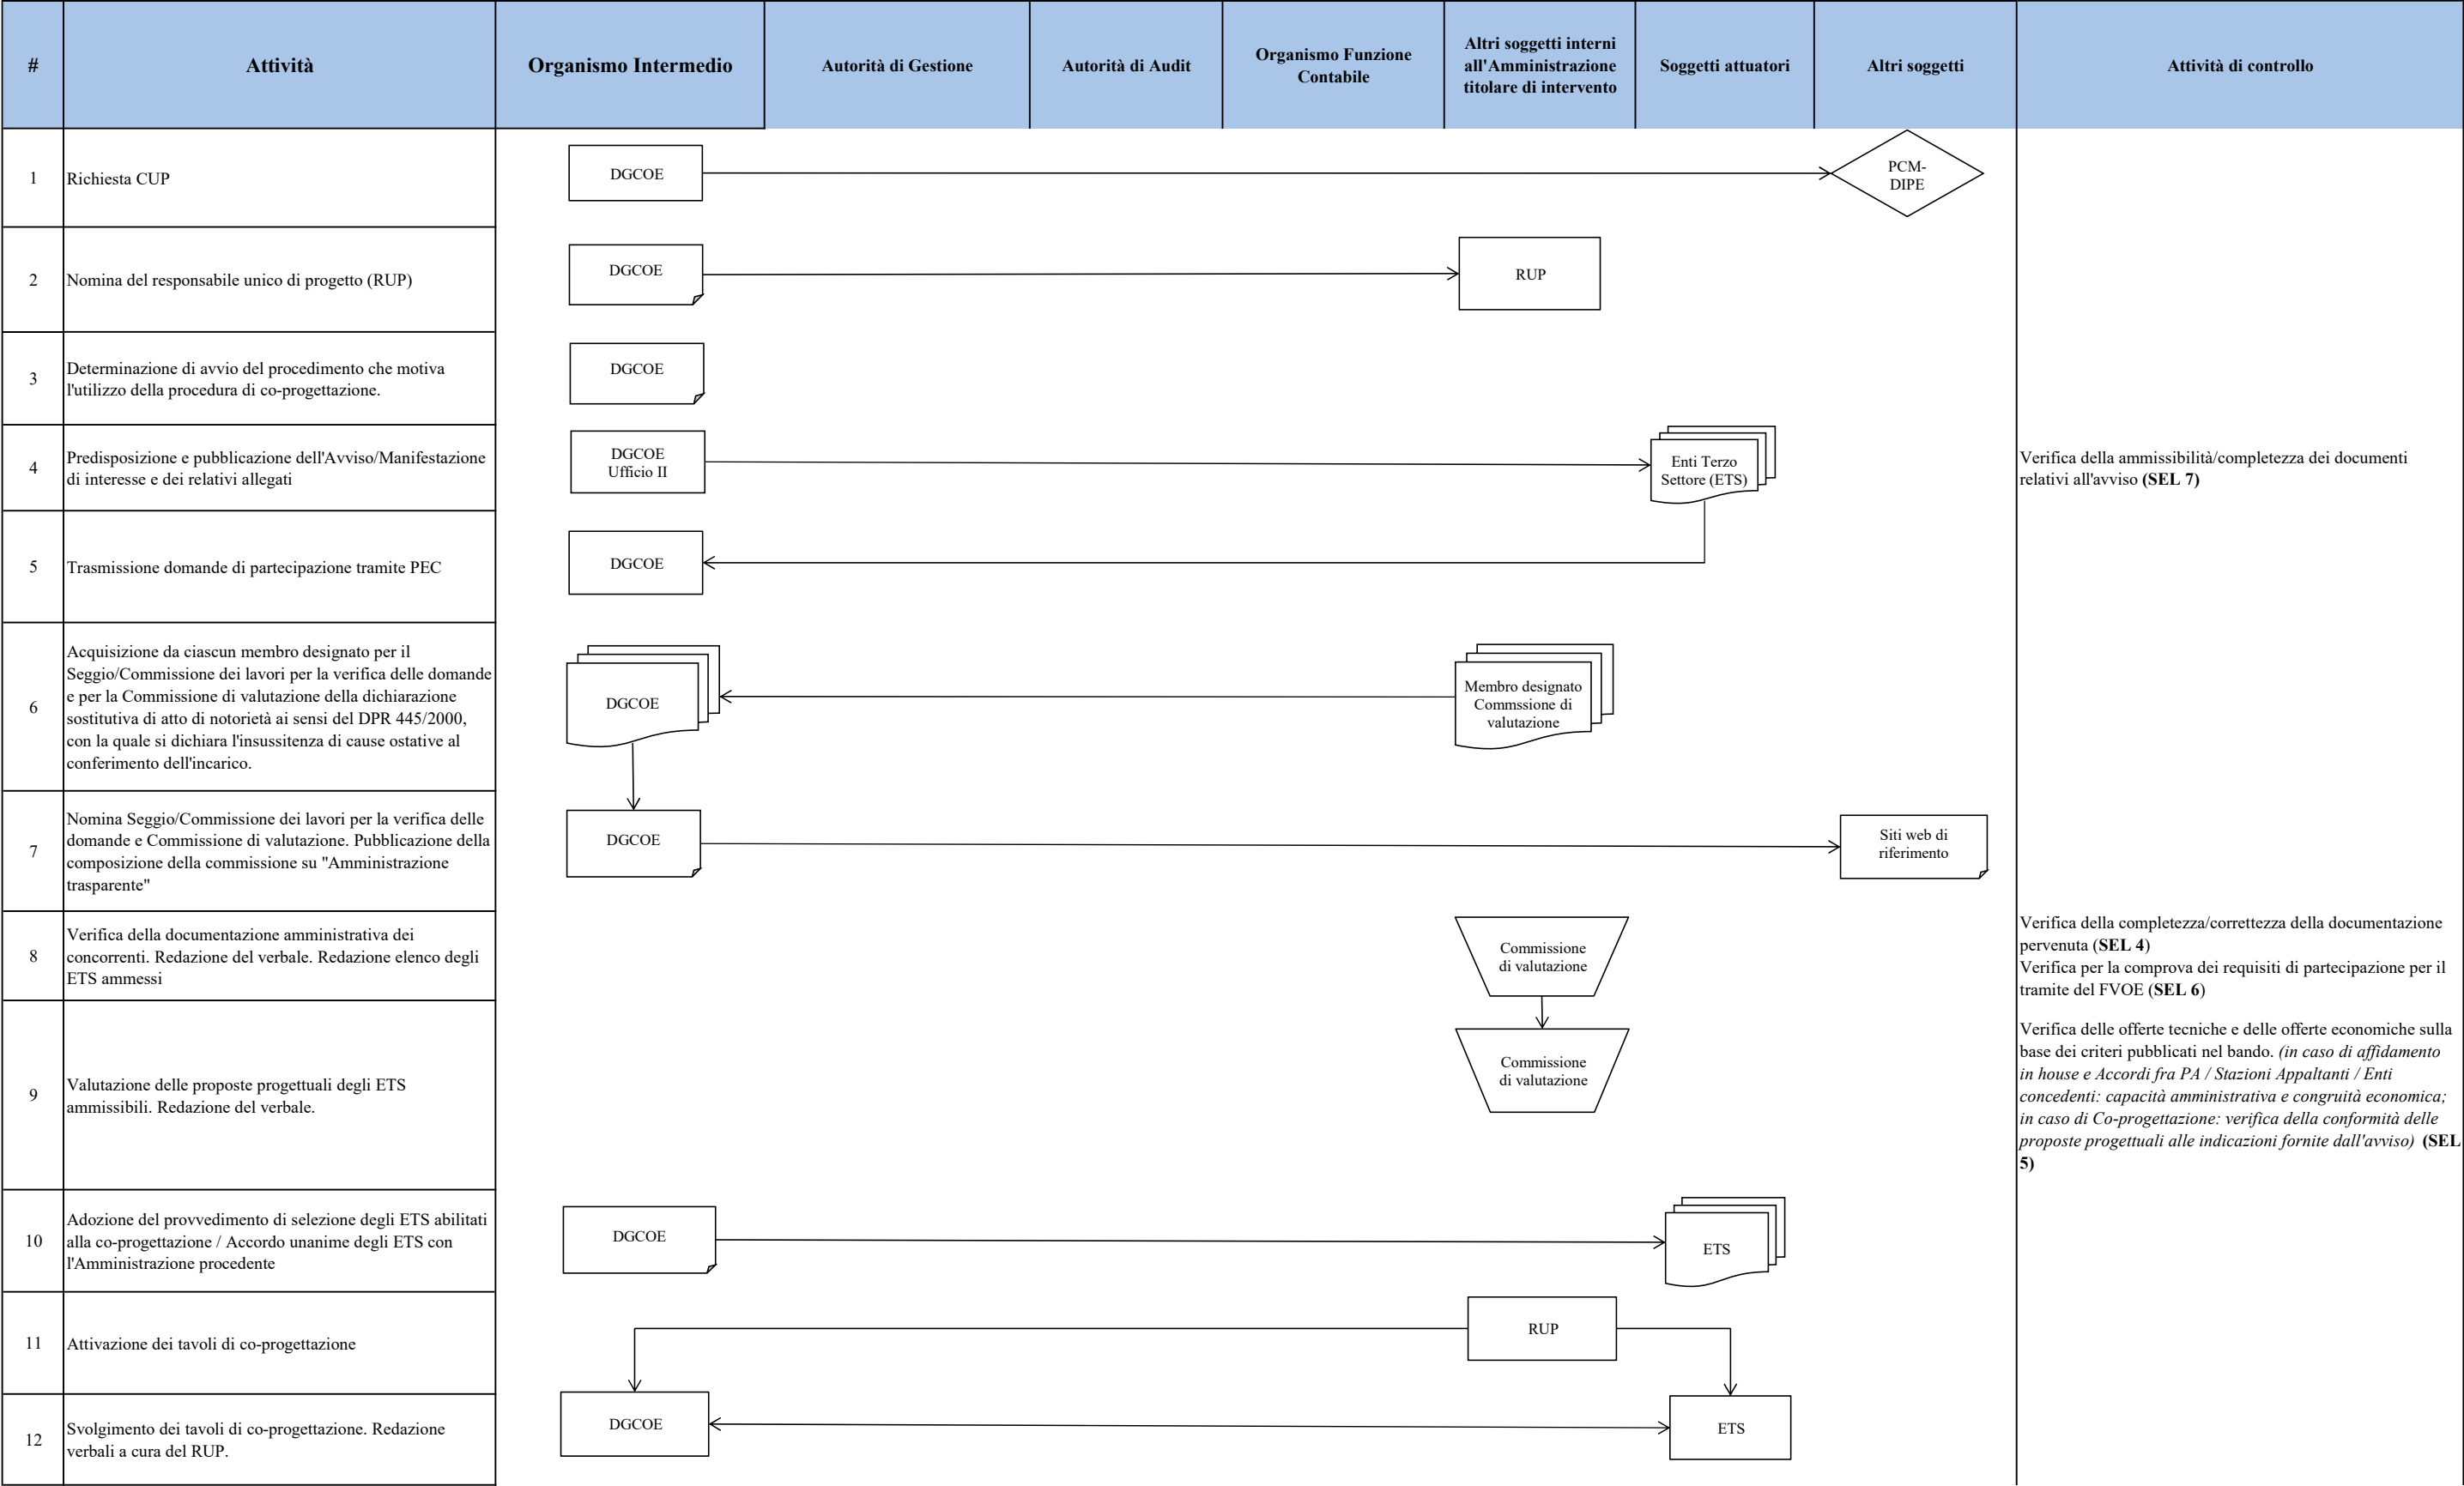 #
Attività
Organismo Intermedio
Autorità di Gestione
Autorità di Audit
Organismo Funzione
Contabile
Altri soggetti interni
all'Amministrazione
titolare di intervento
Soggetti attuatori
Altri soggetti
Attività di controllo
1
Richiesta CUP
DGCOE
PCM-
DIPE
2
Nomina del responsabile unico di progetto (RUP)
DGCOE
RUP
3
Determinazione di avvio del procedimento che motiva
l'utilizzo della procedura di co-progettazione.
DGCOE
4
Predisposizione e pubblicazione dell'Avviso/Manifestazione
di interesse e dei relativi allegati
DGCOE
Ufficio II
Enti Terzo
Settore (ETS)
Verifica della ammissibilità/completezza dei documenti
relativi all'avviso (SEL 7)
5
Trasmissione domande di partecipazione tramite PEC
DGCOE
6
Acquisizione da ciascun membro designato per il
Seggio/Commissione dei lavori per la verifica delle domande
e per la Commissione di valutazione della dichiarazione
sostitutiva di atto di notorietà ai sensi del DPR 445/2000,
con la quale si dichiara l'insussitenza di cause ostative al
conferimento dell'incarico.
DGCOE
Membro designato
Commssione di
valutazione
7
Nomina Seggio/Commissione dei lavori per la verifica delle
domande e Commissione di valutazione. Pubblicazione della
composizione della commissione su "Amministrazione
trasparente"
DGCOE
Siti web di
riferimento
8
Verifica della documentazione amministrativa dei
concorrenti. Redazione del verbale. Redazione elenco degli
ETS ammessi
Commissione
di valutazione
Verifica della completezza/correttezza della documentazione
pervenuta (SEL 4)
Verifica per la comprova dei requisiti di partecipazione per il
tramite del FVOE (SEL 6)
9
Valutazione delle proposte progettuali degli ETS
ammissibili. Redazione del verbale.
Commissione
di valutazione
Verifica delle offerte tecniche e delle offerte economiche sulla
base dei criteri pubblicati nel bando. (in caso di affidamento
in house e Accordi fra PA / Stazioni Appaltanti / Enti
concedenti: capacità amministrativa e congruità economica;
in caso di Co-progettazione: verifica della conformità delle
proposte progettuali alle indicazioni fornite dall'avviso) (SEL
5)
10
Adozione del provvedimento di selezione degli ETS abilitati
alla co-progettazione / Accordo unanime degli ETS con
l'Amministrazione procedente
DGCOE
ETS
11
Attivazione dei tavoli di co-progettazione
RUP
12
Svolgimento dei tavoli di co-progettazione. Redazione
verbali a cura del RUP.
DGCOE
ETS